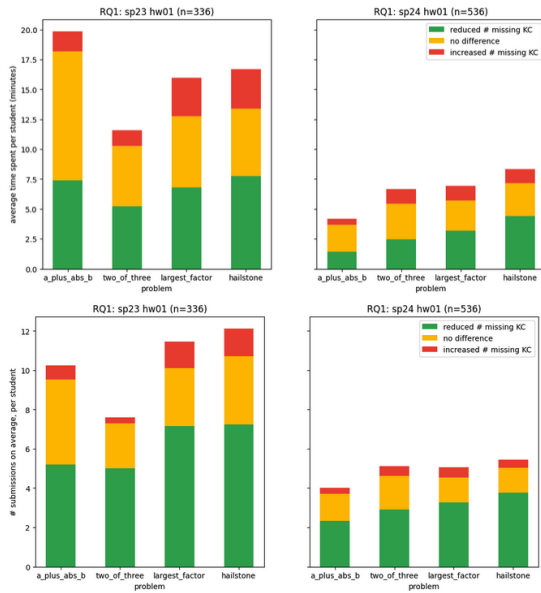 RQ1: sp23 hw01 (n=336)
RQ1: sp24 hw01 (n=536)
average time spent per student (minutes)
20.0
17.5
15.0
12.5
10.0
7.5
5.0
2.5
0.0
reduced # missing KC
no difference
increased # missing KC
a_plus_abs_b two_of_three largest_factor hailstone
problem
a_plus_abs_b two_of_three largest_factor hailstone
problem
RQ1: sp23 hw01 (n=336)
RQ1: sp24 hw01 (n=536)
# submissions on average, per student
12
10
8
6
4
2
0
reduced # missing KC
no difference
increased # missing KC
a_plus_abs_b two_of_three largest_factor hailstone
problem
a_plus_abs_b two_of_three largest_factor hailstone
problem